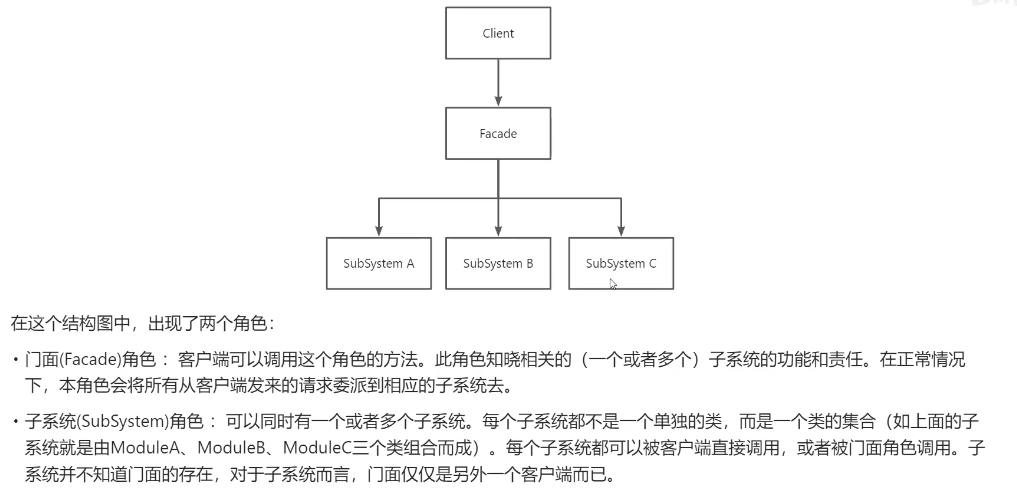 Client
Facade
SubSystem A
SubSystem B
SubSystem C
在这个结构图中，出现了两个角色：
• 门面(Facade)角色 ：客户端可以调用这个角色的方法。此角色知晓相关的（一个或者多个）子系统的功能和责任。在正常情况
下，本角色会将所有从客户端发来的请求委派到相应的子系统去。
• 子系统(SubSystem)角色 ：可以同时有一个或者多个子系统。每个子系统都不是一个单独的类，而是一个类的集合（如上面的子
系统就是由ModuleA、ModuleB、ModuleC三个类组合而成）。每个子系统都可以被客户端直接调用，或者被门面角色调用。子
系统并不知道门面的存在，对于子系统而言，门面仅仅是另外一个客户端而已。